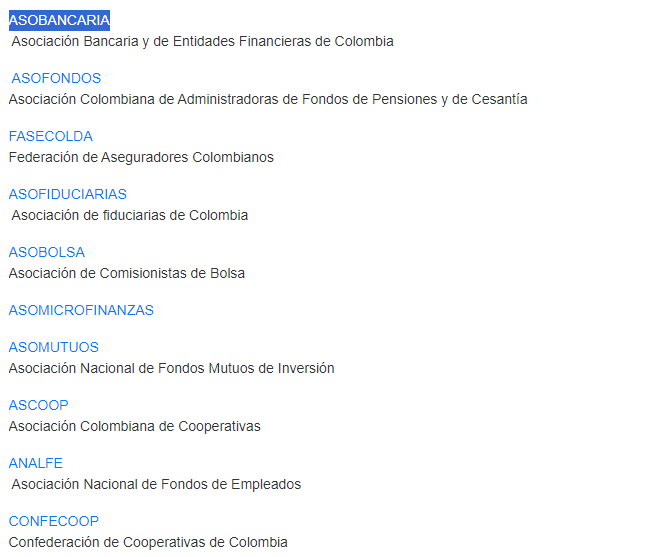 ASOBANCARIA
Asociación Bancaria y de Entidades Financieras de Colombia
ASOFONDOS
Asociación Colombiana de Administradoras de Fondos de Pensiones y de Cesantía
FASECOLDA
Federación de Aseguradores Colombianos
ASOFIDUCIARIAS
Asociación de fiduciarias de Colombia
ASOBOLSA
Asociación de Comisionistas de Bolsa
ASOMICROFINANZAS
ASOMUTUOS
Asociación Nacional de Fondos Mutuos de Inversión
ASCOOP
Asociación Colombiana de Cooperativas
ANALFE
Asociación Nacional de Fondos de Empleados
CONFECOOP
Confederación de Cooperativas de Colombia